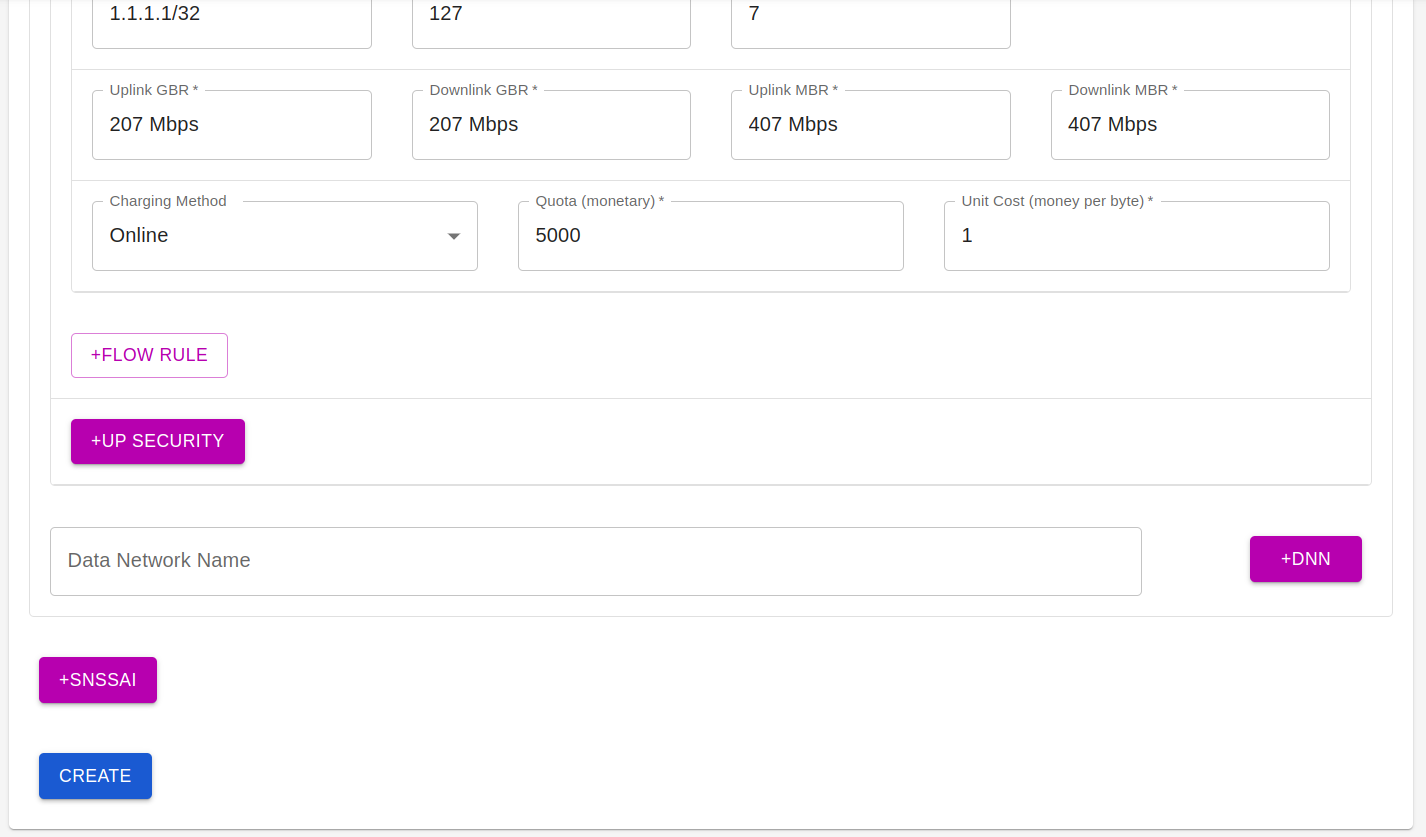 1.1.1.1/32 127 7
Uplink GBR * Downlink GBR * Uplink MBR * Downlink MBR *
207 Mbps 207 Mbps 407 Mbps 407 Mbps
Charging Method Quota (monetary) * Unit Cost (money per byte) *
Online 5000 1
+FLOW RULE
+UP SECURITY
Data Network Name +DNN
+SNSSAI
CREATE